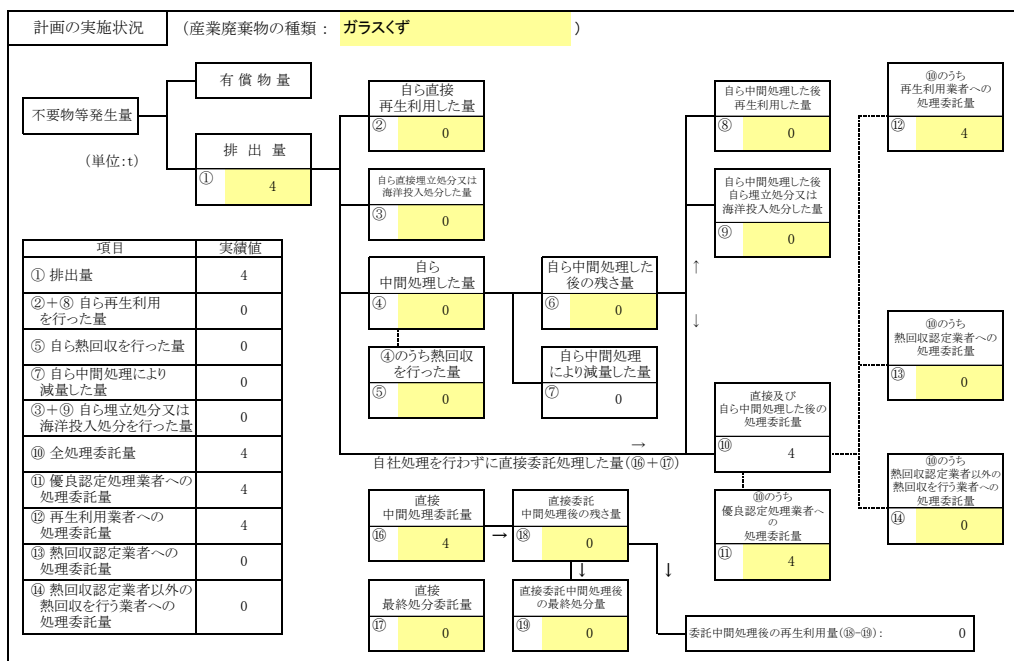 計画の実施状況
(産業廃棄物の種類： ガラスくず )
不要物等発生量
(単位:t)
有償物量
排出量
① 4
自ら直接
再生利用した量
② 0
自ら直接埋立処分又は
海洋投入処分した量
③ 0
自ら
中間処理した量
④ 0
④のうち熱回収
を行った量
⑤ 0
自ら中間処理した
後の残さ量
⑥ 0
自ら中間処理
により減量した量
⑦ 0
自ら中間処理した後
再生利用した量
⑧ 0
自ら中間処理した後
自ら埋立処分又は
海洋投入処分した量
⑨ 0
↑
↓
直接及び
自ら中間処理した後の
処理委託量
⑩ 4
⑩のうち
優良認定処理業者へ
の
処理委託量
⑪ 4
⑩のうち
再生利用業者への
処理委託量
⑫ 4
⑩のうち
熱回収認定業者への
処理委託量
⑬ 0
⑩のうち
熱回収認定業者以外の
熱回収を行う業者への
処理委託量
⑭ 0
→
自社処理を行わずに直接委託処理した量(⑯＋⑰)
直接
中間処理委託量
⑯ 4
→
直接委託
中間処理後の残さ量
⑱ 0
↓
↓
直接
最終処分委託量
⑰ 0
直接委託中間処理後
の最終処分量
⑲ 0
委託中間処理後の再生利用量(⑱-⑲)： 0
項目 実績値
① 排出量 4
②＋⑧ 自ら再生利用
を行った量 0
⑤ 自ら熱回収を行った量 0
⑦ 自ら中間処理により
減量した量 0
③＋⑨ 自ら埋立処分又は
海洋投入処分を行った量 0
⑩ 全処理委託量 4
⑪ 優良認定処理業者への
処理委託量 4
⑫ 再生利用業者への
処理委託量 4
⑬ 熱回収認定業者への
処理委託量 0
⑭ 熱回収認定業者以外の
熱回収を行う業者への
処理委託量 0